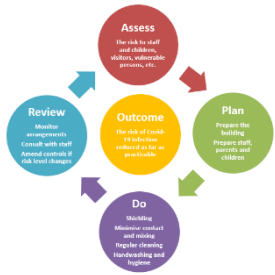 Assess
The risk to staff
and children,
visitors, vulnerable
persons, etc.
Plan
Prepare the
building
Prepare staff,
parents and
children
Do
Shielding
Minimise contact
and mixing
Regular cleaning
Handwashing and
hygiene
Review
Monitor
arrangements
Consult with staff
Amend controls if
risk level changes
Outcome
The risk of Covid-
19 infection
reduced as far as
practicable